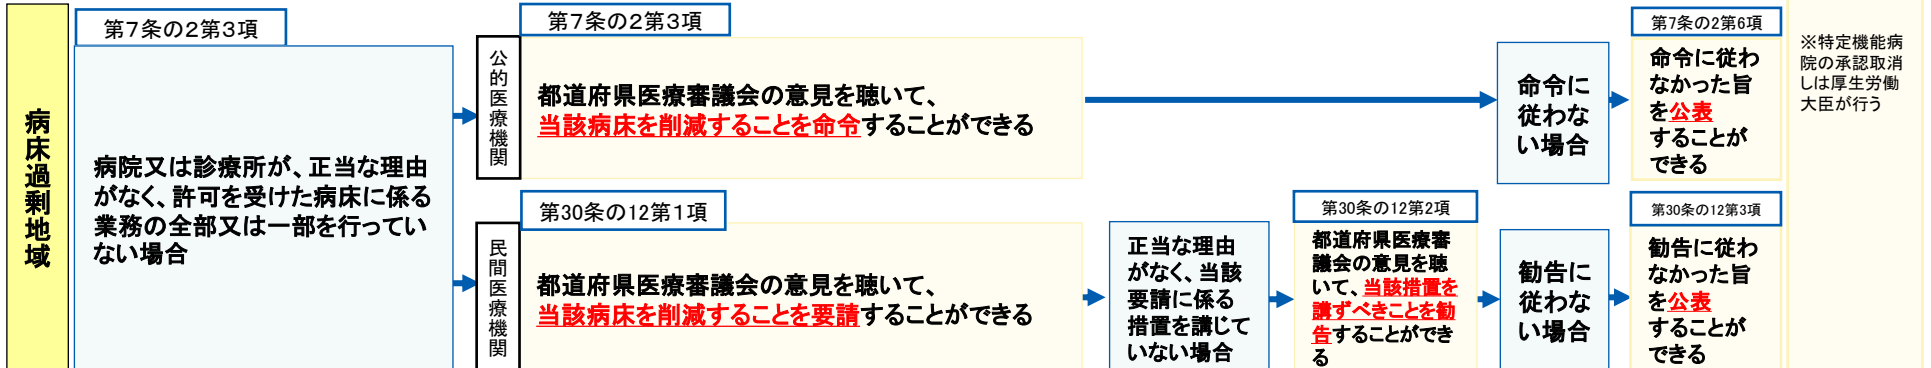 病床過剰地域
第7条の2第3項
病院又は診療所が、正当な理由
がなく、許可を受けた病床に係る
業務の全部又は一部を行ってい
ない場合
公的医療機関
第7条の2第3項
都道府県医療審議会の意見を聴いて、
当該病床を削減することを命令することができる
命令に
従わな
い場合
第7条の2第6項
命令に従わ
なかった旨
を公表
することが
できる
民間医療機関
第30条の12第1項
都道府県医療審議会の意見を聴いて、
当該病床を削減することを要請することができる
正当な理由
がなく、当該
要請に係る
措置を講じて
いない場合
第30条の12第2項
都道府県医療審
議会の意見を聴
いて、当該措置を
講ずべきことを勧
告することができ
る
勧告に
従わな
い場合
第30条の12第3項
勧告に従わ
なかった旨
を公表
することが
できる
※特定機能病
院の承認取消
しは厚生労働
大臣が行う